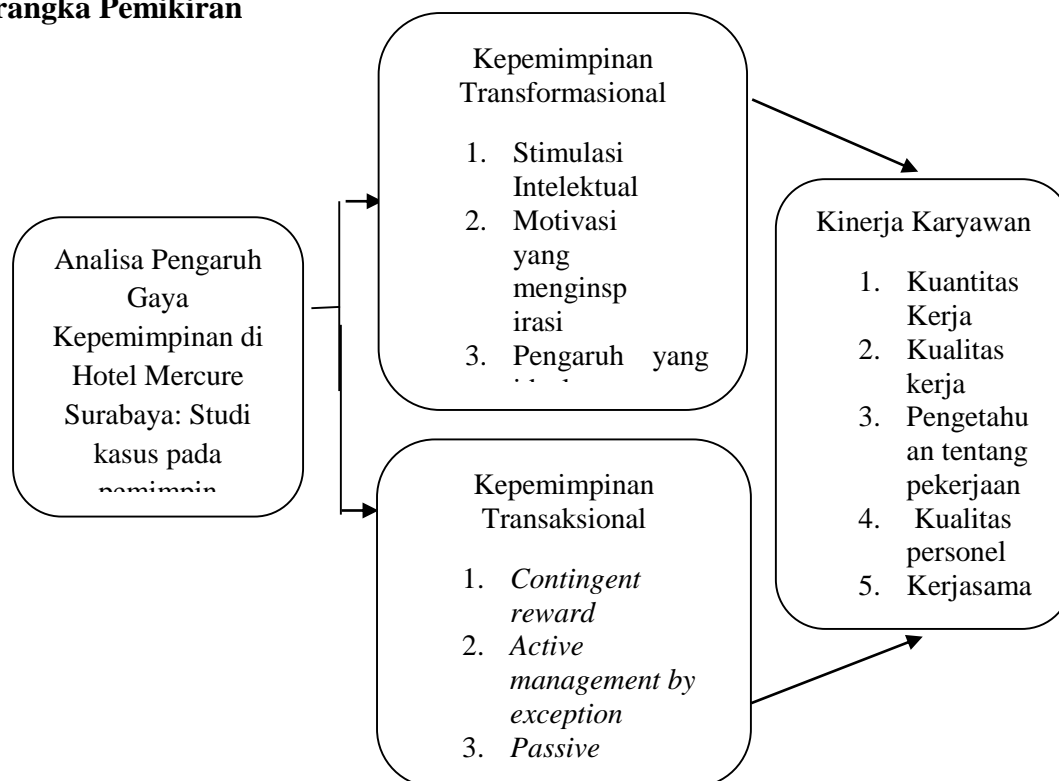 rangka Pemikiran
Analisa Pengaruh
Gaya
Kepemimpinan di
Hotel Mercure
Surabaya: Studi
kasus pada
Kepemimpinan
Transformasional
1. Stimulasi
Intelektual
2. Motivasi
yang
menginsp
irasi
3. Pengaruh yang
Kepemimpinan
Transaksional
1. Contingent
reward
2. Active
management by
exception
3. Passive
Kinerja Karyawan
1. Kuantitas
Kerja
2. Kualitas
kerja
3. Pengetahu
an tentang
pekerjaan
4. Kualitas
personel
5. Kerjasama